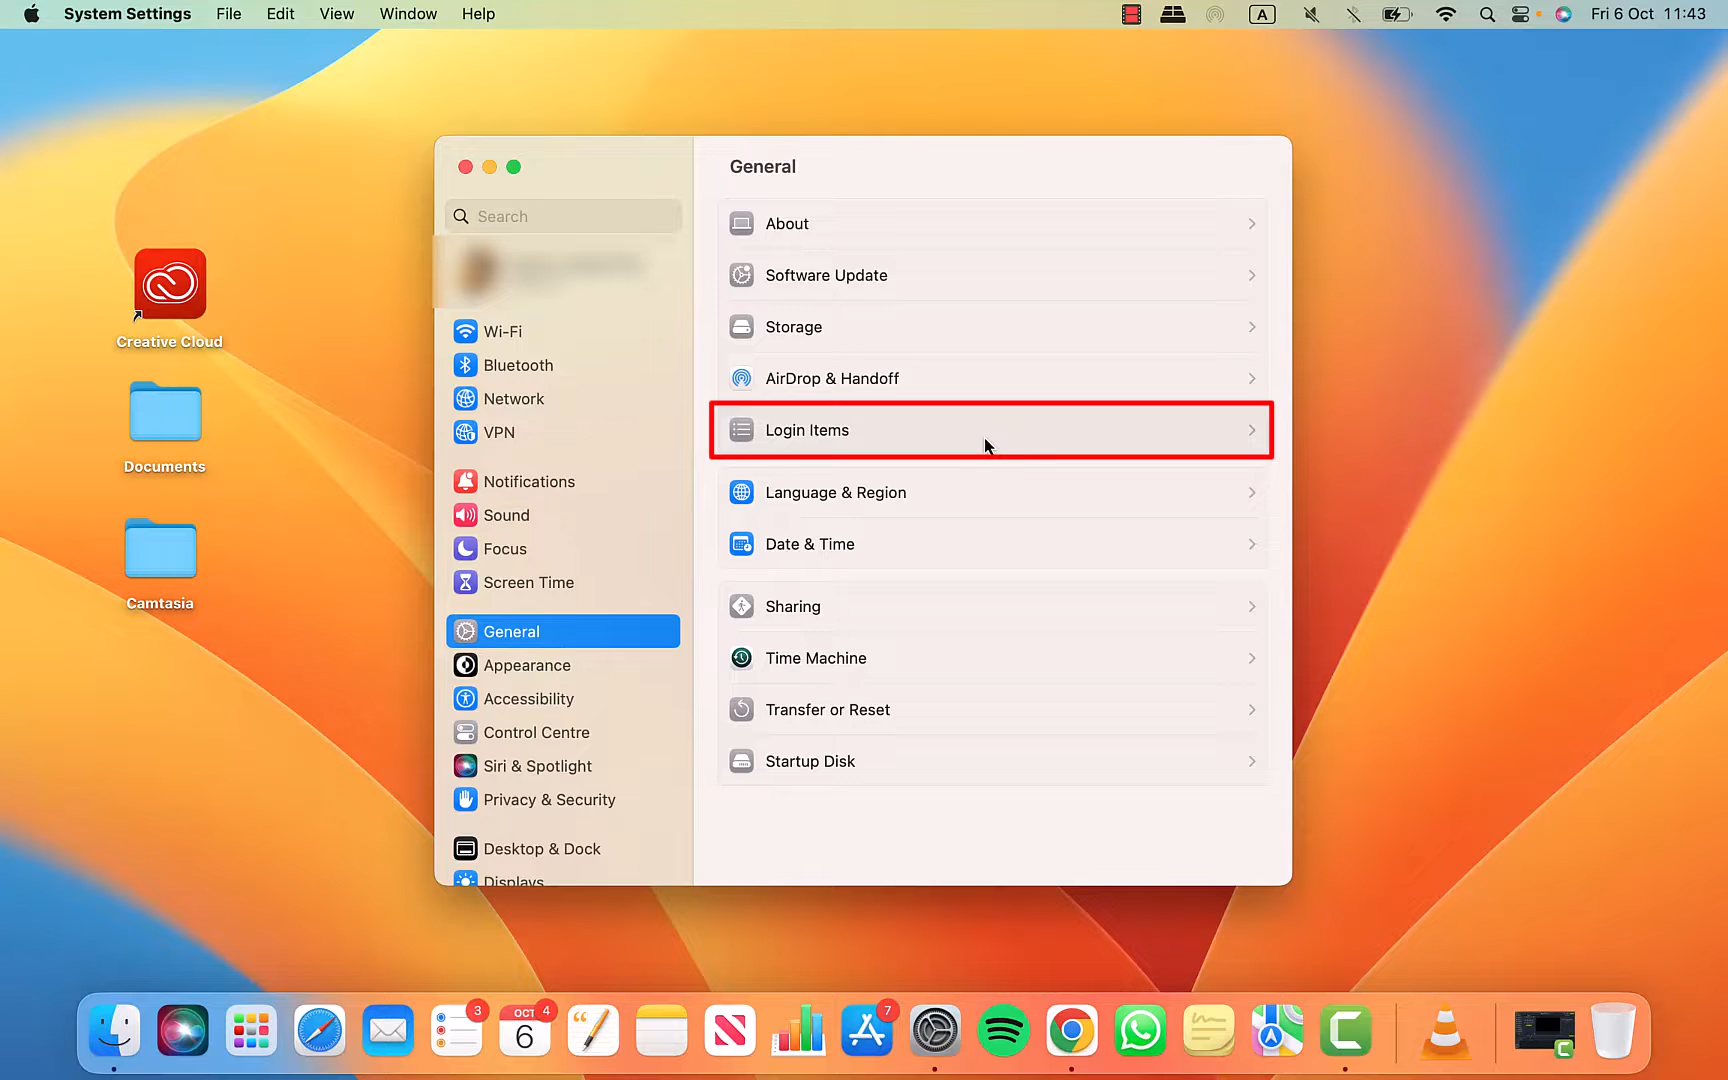 System Settings File Edit View Window Help A Fri 6 Oct 11:43
General
Search
About
Software Update
Storage
AirDrop & Handoff
Login Items
Language & Region
Date & Time
Sharing
Time Machine
Transfer or Reset
Startup Disk
Wi-Fi
Bluetooth
Network
VPN
Notifications
Sound
Focus
Screen Time
General
Appearance
Accessibility
Control Centre
Siri & Spotlight
Privacy & Security
Desktop & Dock
Displays
Creative Cloud
Documents
Camtasia
3
OCT 4
6
7